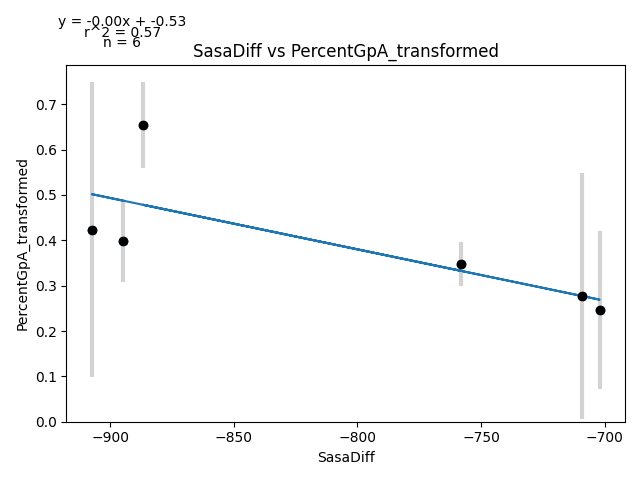 y = -0.00x + -0.53
r^2 = 0.57
n = 6
SasaDiff vs PercentGpA_transformed
0.7
0.6
0.5
0.4
0.3
0.2
0.1
0.0
PercentGpA_transformed
−900
−850
−800
−750
−700
SasaDiff